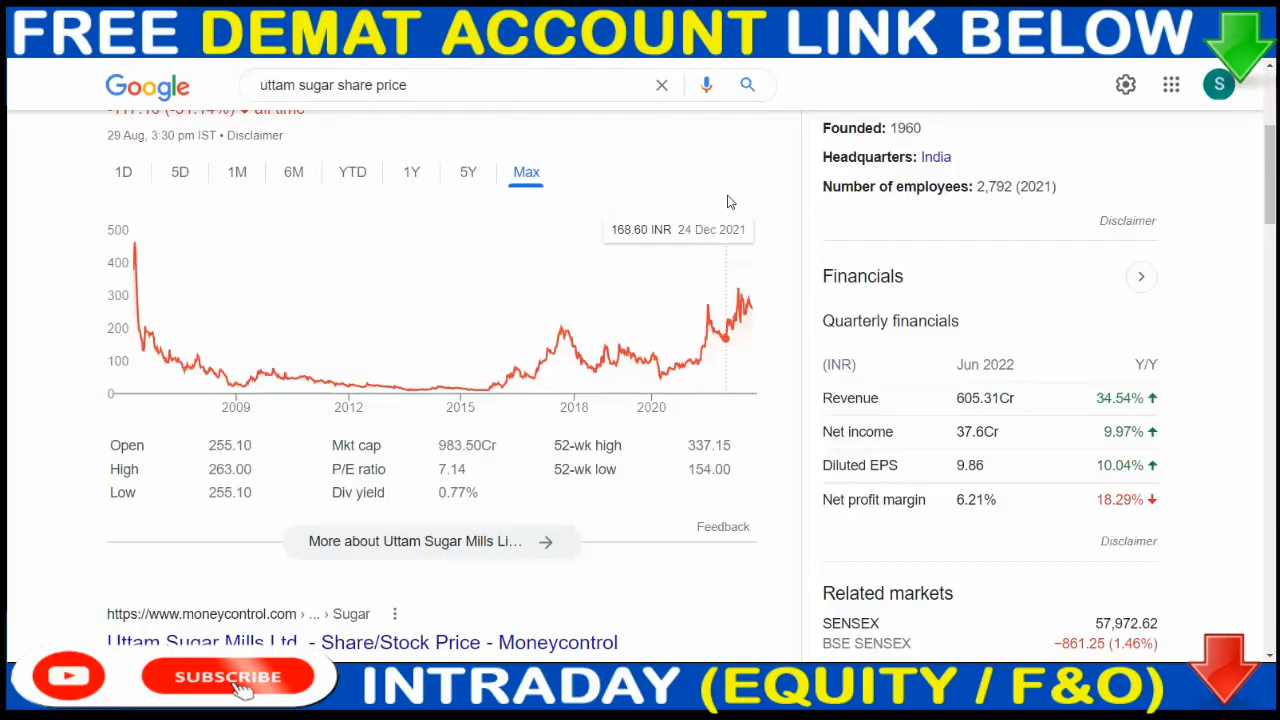 FREE DEMAT ACCOUNT LINK BELOW
Google
uttam sugar share price
S
-117.10 (-31.14%) all time
29 Aug, 3:30 pm IST • Disclaimer
1D 5D 1M 6M YTD 1Y 5Y Max
168.60 INR 24 Dec 2021
500
400
300
200
100
0
2009 2012 2015 2018 2020
Open 255.10 Mkt cap 983.50Cr 52-wk high 337.15
High 263.00 P/E ratio 7.14 52-wk low 154.00
Low 255.10 Div yield 0.77%
Feedback
More about Uttam Sugar Mills Li...
https://www.moneycontrol.com › ... › Sugar
Uttam Sugar Mills Ltd. - Share/Stock Price - Moneycontrol
Founded: 1960
Headquarters: India
Number of employees: 2,792 (2021)
Disclaimer
Financials
Quarterly financials
(INR) Jun 2022 Y/Y
Revenue 605.31Cr 34.54%
Net income 37.6Cr 9.97%
Diluted EPS 9.86 10.04%
Net profit margin 6.21% 18.29%
Disclaimer
Related markets
SENSEX 57,972.62
BSE SENSEX −861.25 (1.46%)
SUBSCRIBE
INTRADAY (EQUITY / F&O)